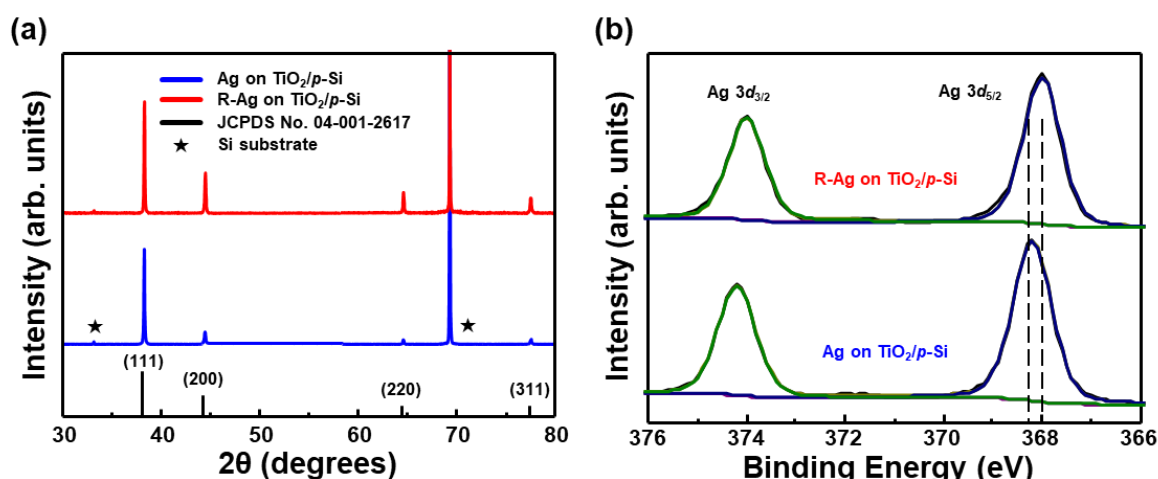 (a)
Intensity (arb. units)
Ag on TiO₂/p-Si
R-Ag on TiO₂/p-Si
JCPDS No. 04-001-2617
★ Si substrate
★
★
(111)
(200)
(220)
(311)
30 40 50 60 70 80
2θ (degrees)
(b)
Intensity (arb. units)
Ag 3d₃/₂
Ag 3d₅/₂
R-Ag on TiO₂/p-Si
Ag on TiO₂/p-Si
376 374 372 370 368 366
Binding Energy (eV)